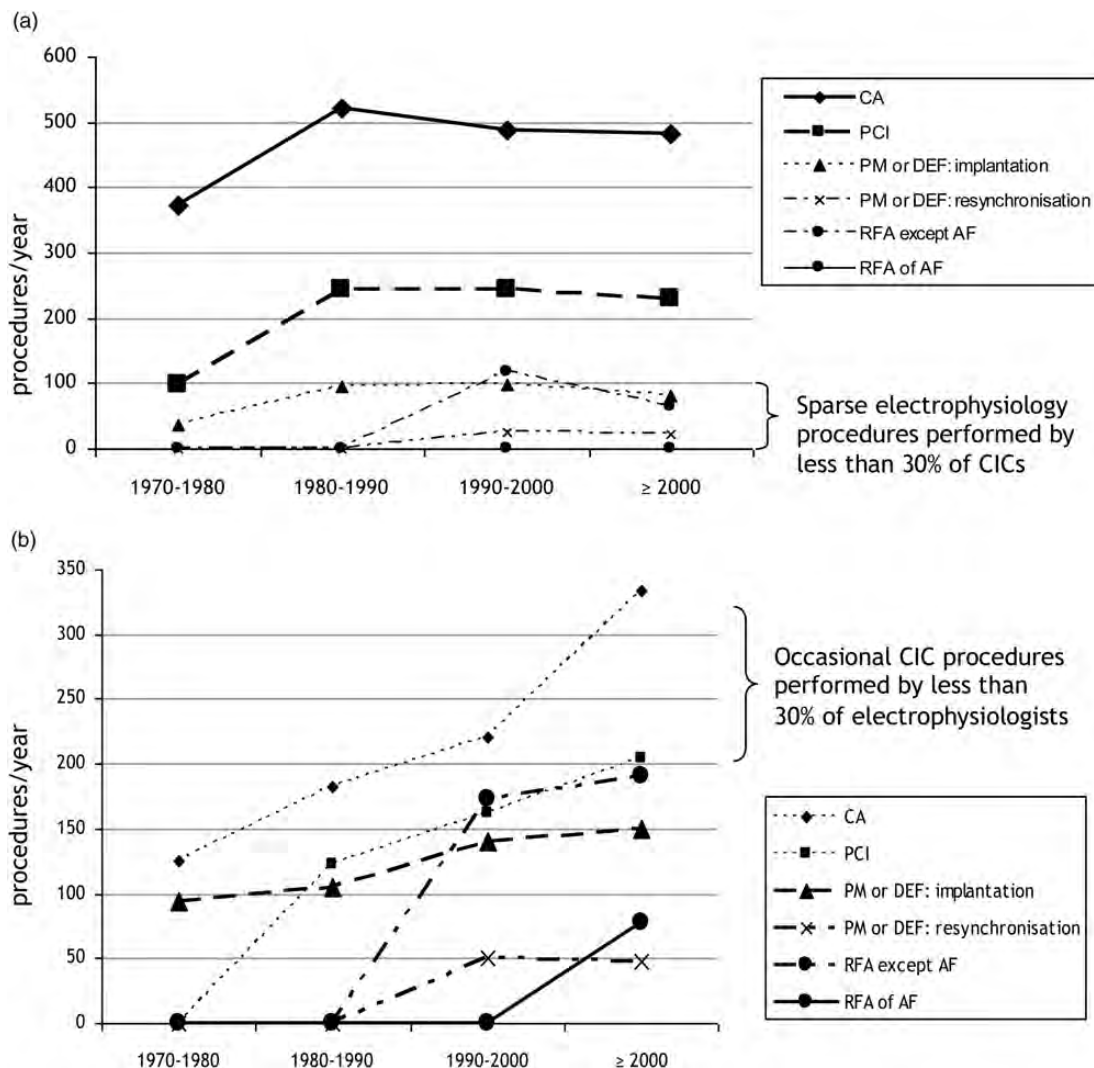 (a)
600
500
400
300
200
100
0
procedures/year
1970-1980
1980-1990
1990-2000
≥ 2000
CA
PCI
PM or DEF: implantation
PM or DEF: resynchronisation
RFA except AF
RFA of AF
Sparse electrophysiology
procedures performed by
less than 30% of CICs
(b)
350
300
250
200
150
100
50
0
procedures/year
1970-1980
1980-1990
1990-2000
≥ 2000
Occasional CIC procedures
performed by less than
30% of electrophysiologists
CA
PCI
PM or DEF: implantation
PM or DEF: resynchronisation
RFA except AF
RFA of AF